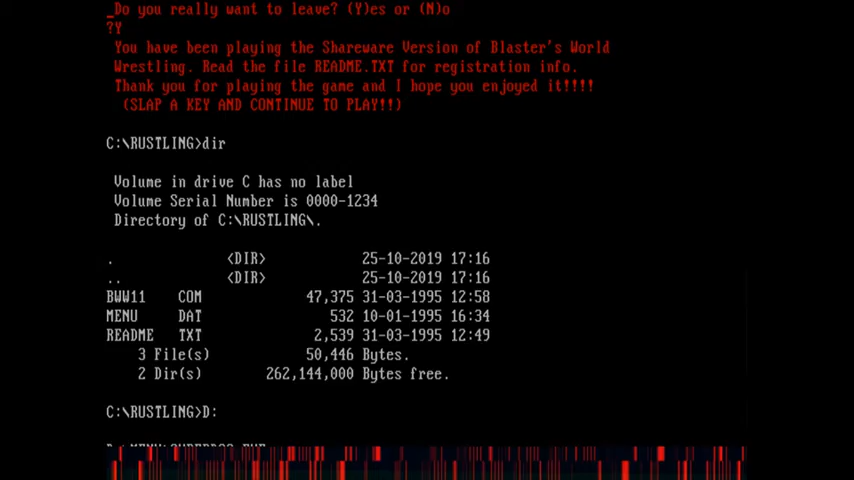 _Do you really want to leave? (Y)es or (N)o
?Y
You have been playing the Shareware Version of Blaster's World
Wrestling. Read the file README.TXT for registration info.
Thank you for playing the game and I hope you enjoyed it!!!!
(SLAP A KEY AND CONTINUE TO PLAY!!)
C:\RUSTLING>dir
Volume in drive C has no label
Volume Serial Number is 0000-1234
Directory of C:\RUSTLING\.
. <DIR> 25-10-2019 17:16
.. <DIR> 25-10-2019 17:16
BWW11 COM 47,375 31-03-1995 12:58
MENU DAT 532 10-01-1995 16:34
README TXT 2,539 31-03-1995 12:49
3 File(s) 50,446 Bytes.
2 Dir(s) 262,144,000 Bytes free.
C:\RUSTLING>D: